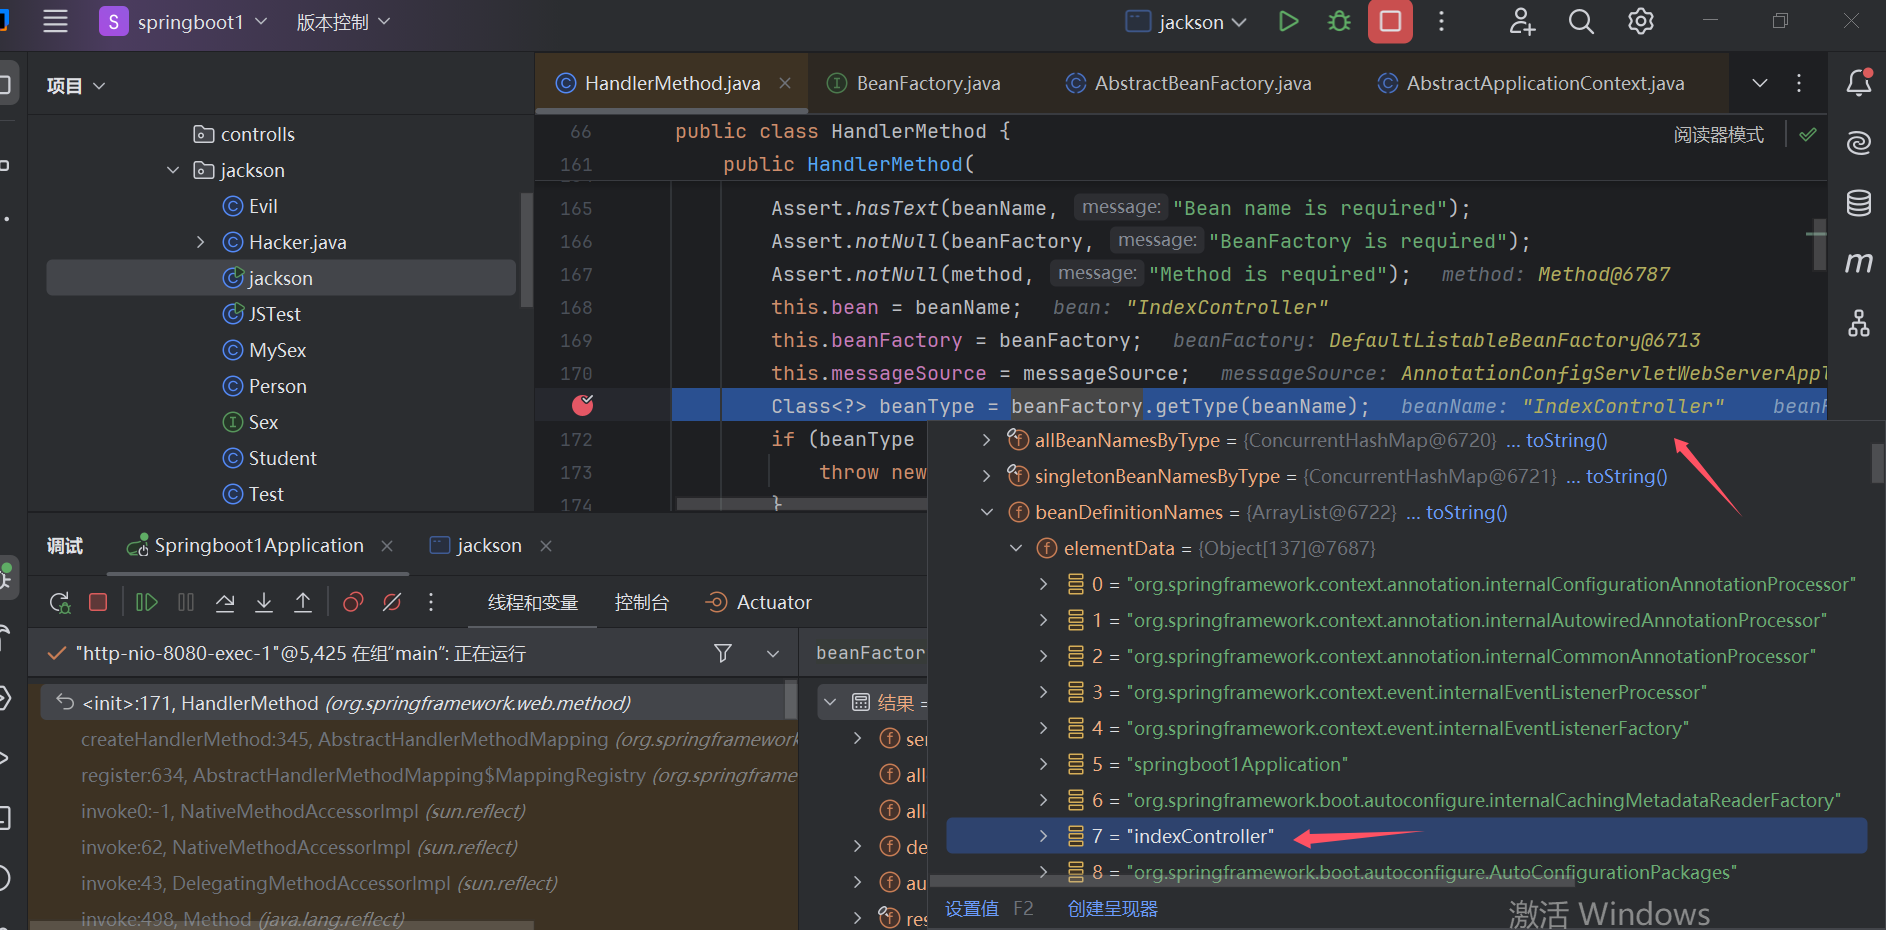 S springboot1 版本控制 jackson
项目
HandlerMethod.java BeanFactory.java AbstractBeanFactory.java AbstractApplicationContext.java
controlls
jackson
Evil
Hacker.java
jackson
JSTest
MySex
Person
Sex
Student
Test
阅读器模式
66 public class HandlerMethod {
161 public HandlerMethod(
165 Assert.hasText(beanName, message: "Bean name is required");
166 Assert.notNull(beanFactory, message: "BeanFactory is required");
167 Assert.notNull(method, message: "Method is required"); method: Method@6787
168 this.bean = beanName; bean: "IndexController"
169 this.beanFactory = beanFactory; beanFactory: DefaultListableBeanFactory@6713
170 this.messageSource = messageSource; messageSource: AnnotationConfigServletWebServerAppl
Class<?> beanType = beanFactory.getType(beanName); beanName: "IndexController" beanF
172 if (beanType
173 throw new
174 }
allBeanNamesByType = {ConcurrentHashMap@6720} ... toString()
singletonBeanNamesByType = {ConcurrentHashMap@6721} ... toString()
beanDefinitionNames = {ArrayList@6722} ... toString()
elementData = {Object[137]@7687}
0 = "org.springframework.context.annotation.internalConfigurationAnnotationProcessor"
1 = "org.springframework.context.annotation.internalAutowiredAnnotationProcessor"
2 = "org.springframework.context.annotation.internalCommonAnnotationProcessor"
3 = "org.springframework.context.event.internalEventListenerProcessor"
4 = "org.springframework.context.event.internalEventListenerFactory"
5 = "springboot1Application"
6 = "org.springframework.boot.autoconfigure.internalCachingMetadataReaderFactory"
7 = "indexController"
8 = "org.springframework.boot.autoconfigure.AutoConfigurationPackages"
设置值 F2 创建呈现器
调试 Springboot1Application jackson
线程和变量 控制台 Actuator
"http-nio-8080-exec-1"@5,425 在组"main": 正在运行
<init>:171, HandlerMethod (org.springframework.web.method)
createHandlerMethod:345, AbstractHandlerMethodMapping (org.springframework
register:634, AbstractHandlerMethodMapping$MappingRegistry (org.springframe
invoke0:-1, NativeMethodAccessorImpl (sun.reflect)
invoke:62, NativeMethodAccessorImpl (sun.reflect)
invoke:43, DelegatingMethodAccessorImpl (sun.reflect)
invoke:498, Method (java.lang.reflect)
beanFactor
结果 =
ser
all
all
de
au
res
激活 Windows